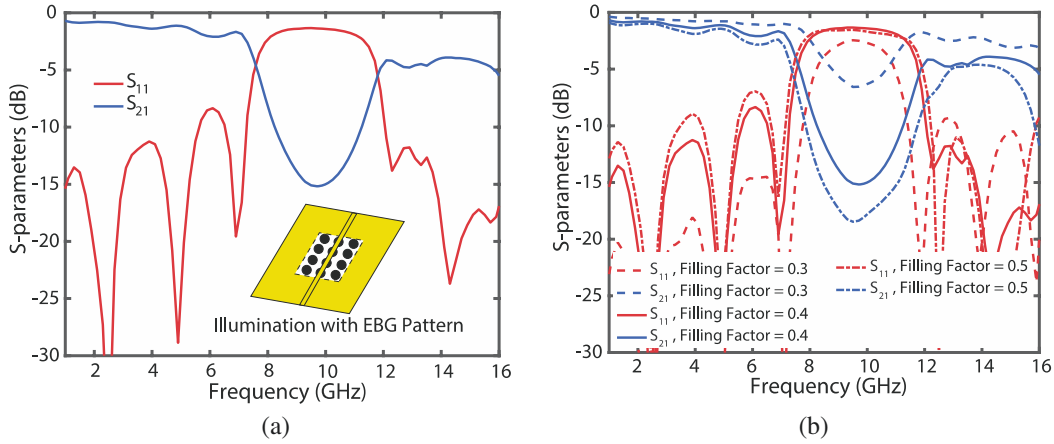 0
-5
-10
-15
-20
-25
-30
S-parameters (dB)
S11
S21
Illumination with EBG Pattern
2 4 6 8 10 12 14 16
Frequency (GHz)
(a)
0
-5
-10
-15
-20
-25
-30
S-parameters (dB)
S11 , Filling Factor = 0.3
S21 , Filling Factor = 0.3
S11 , Filling Factor = 0.4
S21 , Filling Factor = 0.4
S11 , Filling Factor = 0.5
S21 , Filling Factor = 0.5
2 4 6 8 10 12 14 16
Frequency (GHz)
(b)